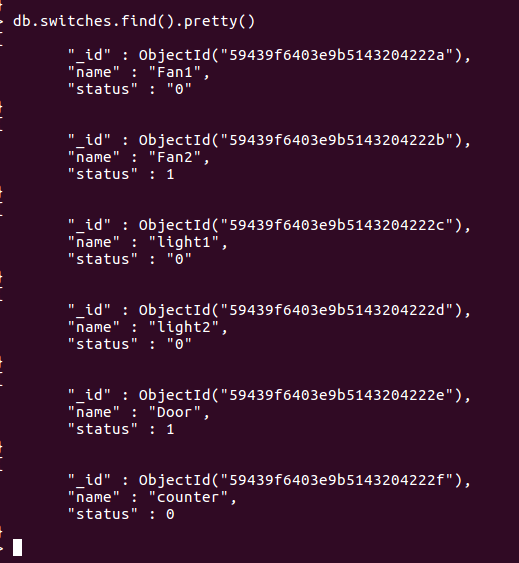 > db.switches.find().pretty()
"_id" : ObjectId("59439f6403e9b5143204222a"),
"name" : "Fan1",
"status" : "0"
}
"_id" : ObjectId("59439f6403e9b5143204222b"),
"name" : "Fan2",
"status" : 1
}
"_id" : ObjectId("59439f6403e9b5143204222c"),
"name" : "light1",
"status" : "0"
}
"_id" : ObjectId("59439f6403e9b5143204222d"),
"name" : "light2",
"status" : "0"
}
"_id" : ObjectId("59439f6403e9b5143204222e"),
"name" : "Door",
"status" : 1
}
"_id" : ObjectId("59439f6403e9b5143204222f"),
"name" : "counter",
"status" : 0
}
>